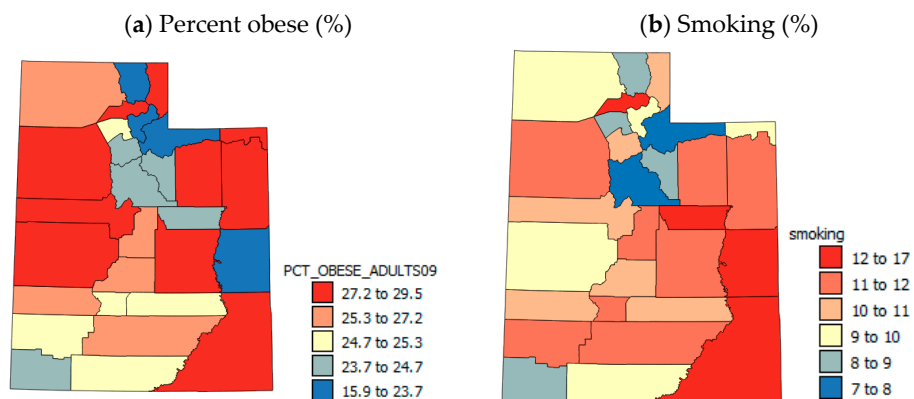 (a) Percent obese (%)
(b) Smoking (%)
PCT_OBESE_ADULTS09
27.2 to 29.5
25.3 to 27.2
24.7 to 25.3
23.7 to 24.7
15.9 to 23.7
smoking
12 to 17
11 to 12
10 to 11
9 to 10
8 to 9
7 to 8